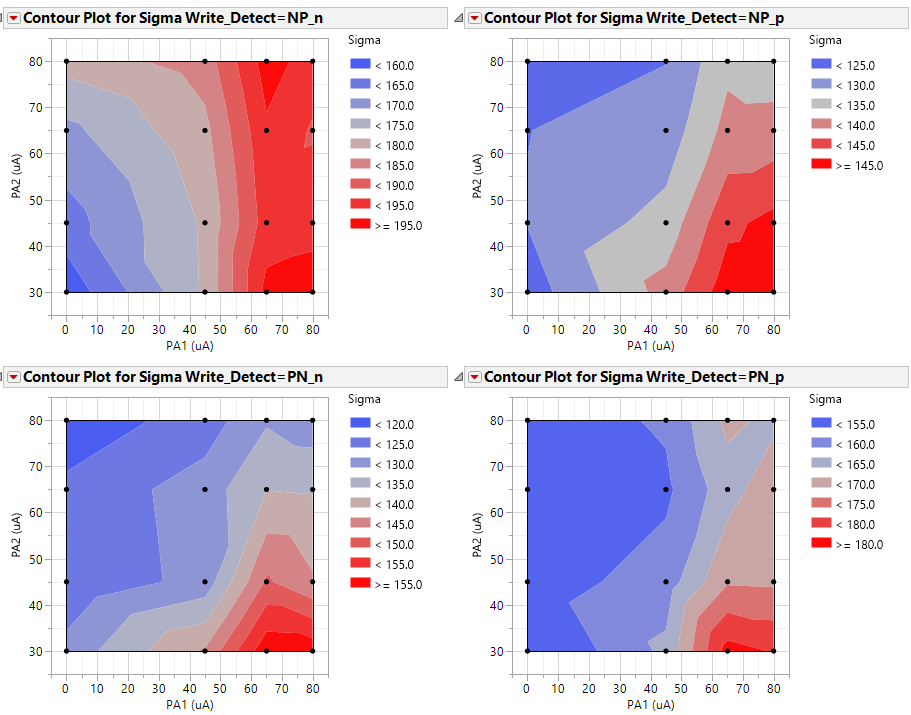 Contour Plot for Sigma Write_Detect=NP_n
Sigma
80
70
60
50
40
30
PA2 (uA)
0 10 20 30 40 50 60 70 80
PA1 (uA)
< 160.0
< 165.0
< 170.0
< 175.0
< 180.0
< 185.0
< 190.0
< 195.0
>= 195.0
Contour Plot for Sigma Write_Detect=NP_p
Sigma
80
70
60
50
40
30
PA2 (uA)
0 10 20 30 40 50 60 70 80
PA1 (uA)
< 125.0
< 130.0
< 135.0
< 140.0
< 145.0
>= 145.0
Contour Plot for Sigma Write_Detect=PN_n
Sigma
80
70
60
50
40
30
PA2 (uA)
0 10 20 30 40 50 60 70 80
PA1 (uA)
< 120.0
< 125.0
< 130.0
< 135.0
< 140.0
< 145.0
< 150.0
< 155.0
>= 155.0
Contour Plot for Sigma Write_Detect=PN_p
Sigma
80
70
60
50
40
30
PA2 (uA)
0 10 20 30 40 50 60 70 80
PA1 (uA)
< 155.0
< 160.0
< 165.0
< 170.0
< 175.0
< 180.0
>= 180.0